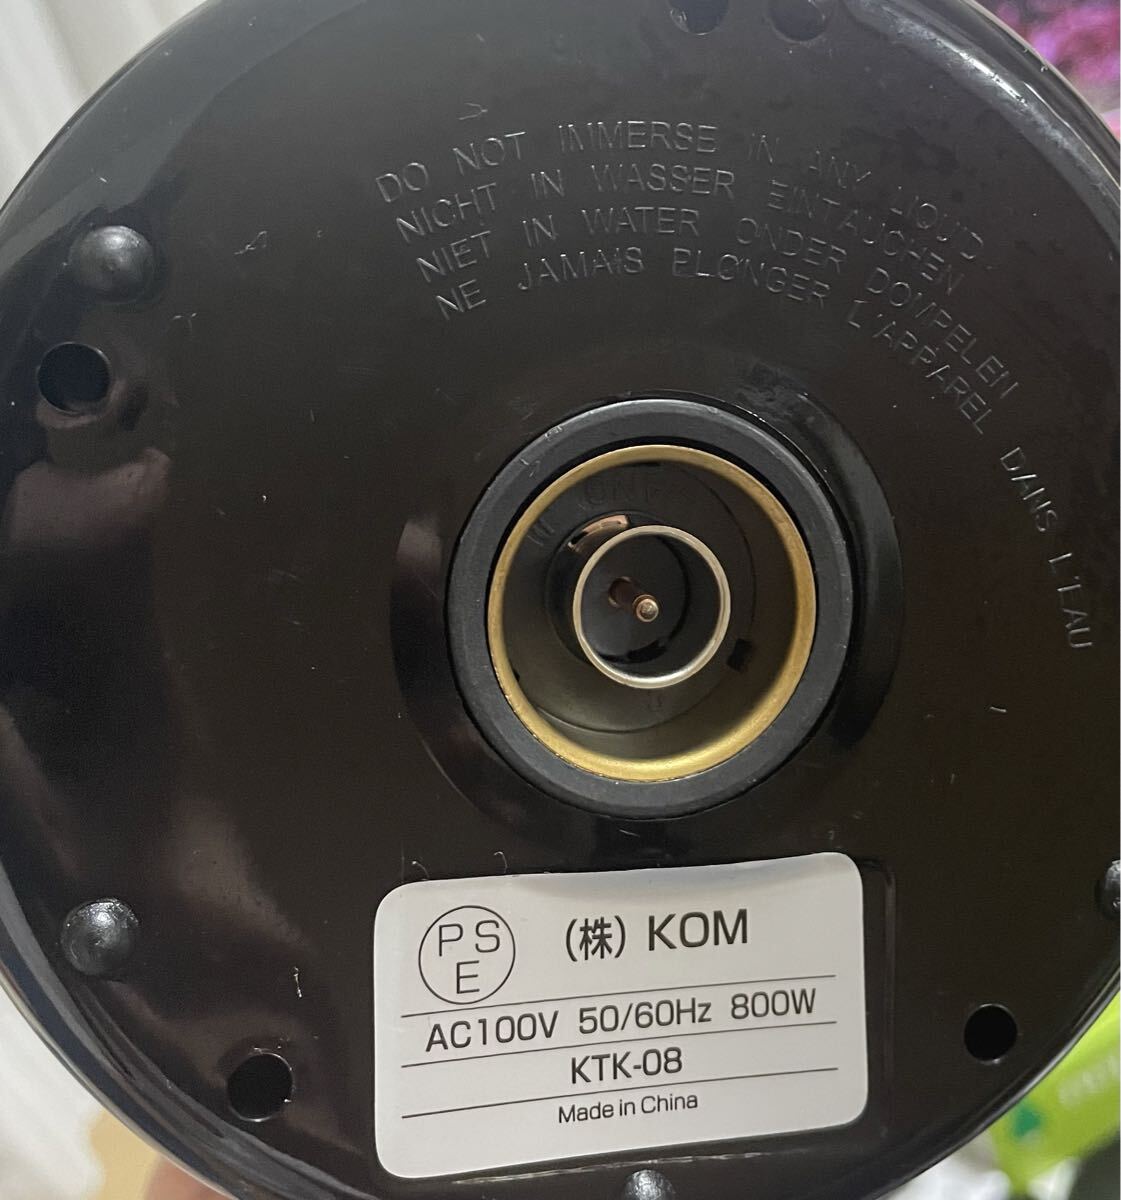 DO NOT IMMERSE IN ANY LIQUID
NICHT IN WASSER EINTAUCHEN
NIET IN WATER ONDER DOMPELEN
NE JAMAIS PLONGER L'APPAREL DANS L'EAU
PSE
(株) KOM
AC100V 50/60Hz 800W
KTK-08
Made in China